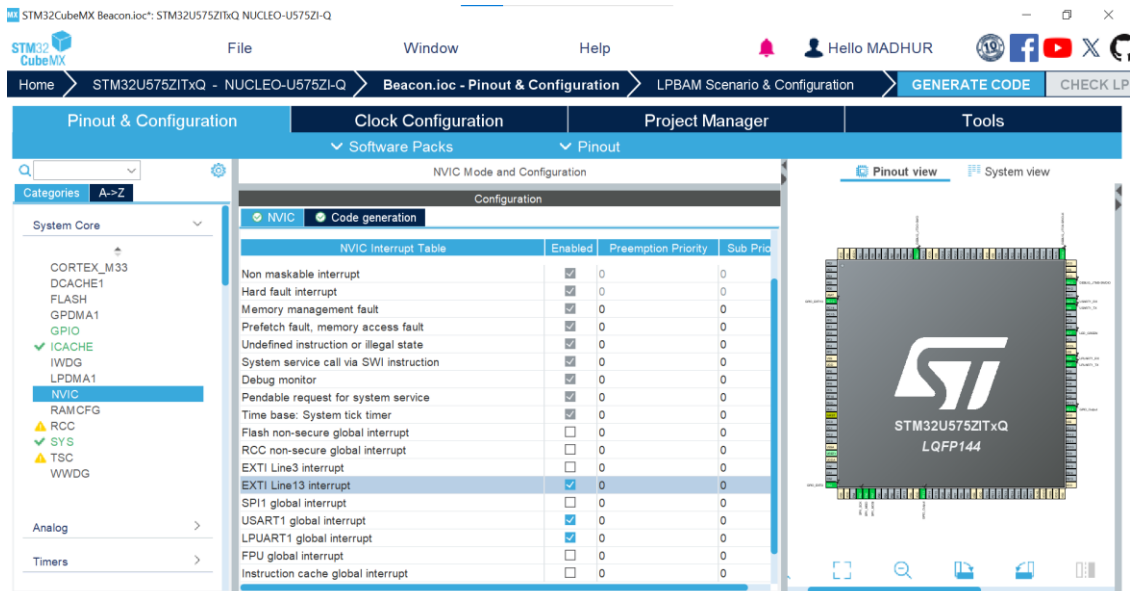 MX STM32CubeMX Beacon.ioc*: STM32U575ZITxQ NUCLEO-U575ZI-Q
STM32 CubeMX
File Window Help Hello MADHUR
Home STM32U575ZITxQ - NUCLEO-U575ZI-Q Beacon.ioc - Pinout & Configuration LPBAM Scenario & Configuration GENERATE CODE CHECK LP
Pinout & Configuration Clock Configuration Project Manager Tools
Software Packs Pinout
NVIC Mode and Configuration
Pinout view System view
Categories A->Z
Configuration
System Core
NVIC Code generation
CORTEX_M33
DCACHE1
FLASH
GPDMA1
GPIO
ICACHE
IWDG
LPDMA1
NVIC
RAMCFG
RCC
SYS
TSC
WWDG
Analog
Timers
NVIC Interrupt Table Enabled Preemption Priority Sub Prio
Non maskable interrupt 0 0
Hard fault interrupt 0 0
Memory management fault 0 0
Prefetch fault, memory access fault 0 0
Undefined instruction or illegal state 0 0
System service call via SWI instruction 0 0
Debug monitor 0 0
Pendable request for system service 0 0
Time base: System tick timer 0 0
Flash non-secure global interrupt 0 0
RCC non-secure global interrupt 0 0
EXTI Line3 interrupt 0 0
EXTI Line13 interrupt 0 0
SPI1 global interrupt 0 0
USART1 global interrupt 0 0
LPUART1 global interrupt 0 0
FPU global interrupt 0 0
Instruction cache global interrupt 0 0
STM32U575ZITxQ
LQFP144